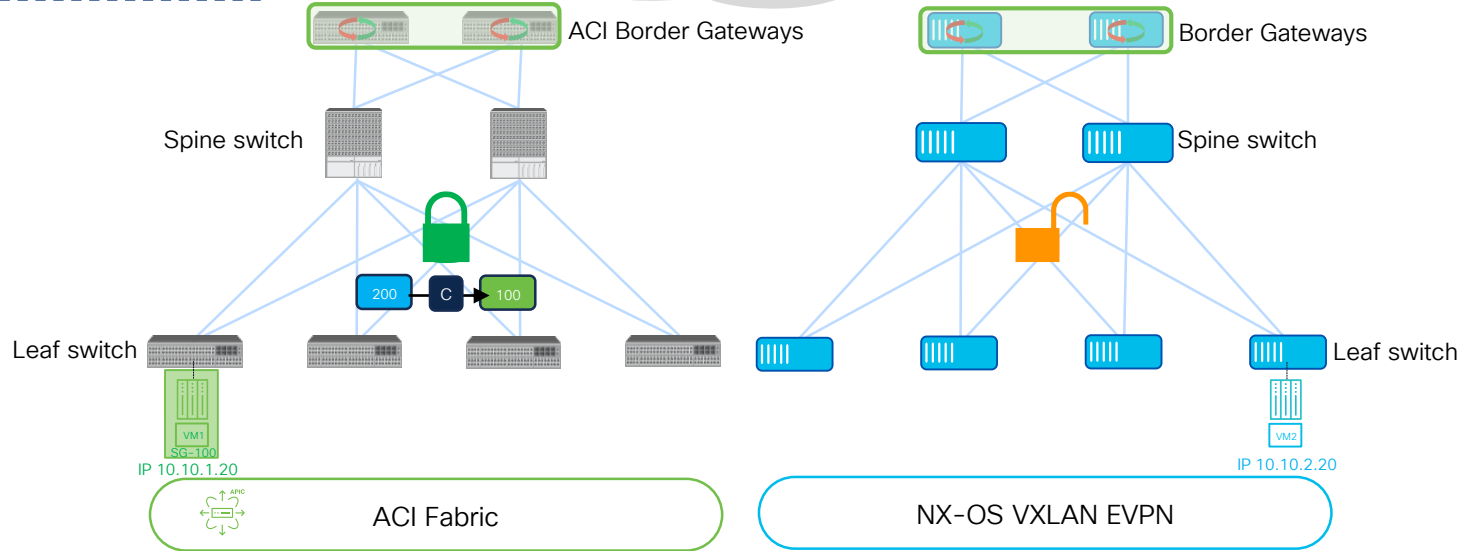 ACI Border Gateways
Border Gateways
Spine switch
Spine switch
200
C
100
Leaf switch
Leaf switch
VM1
SG-100
IP 10.10.1.20
VM2
IP 10.10.2.20
APIC
ACI Fabric
NX-OS VXLAN EVPN